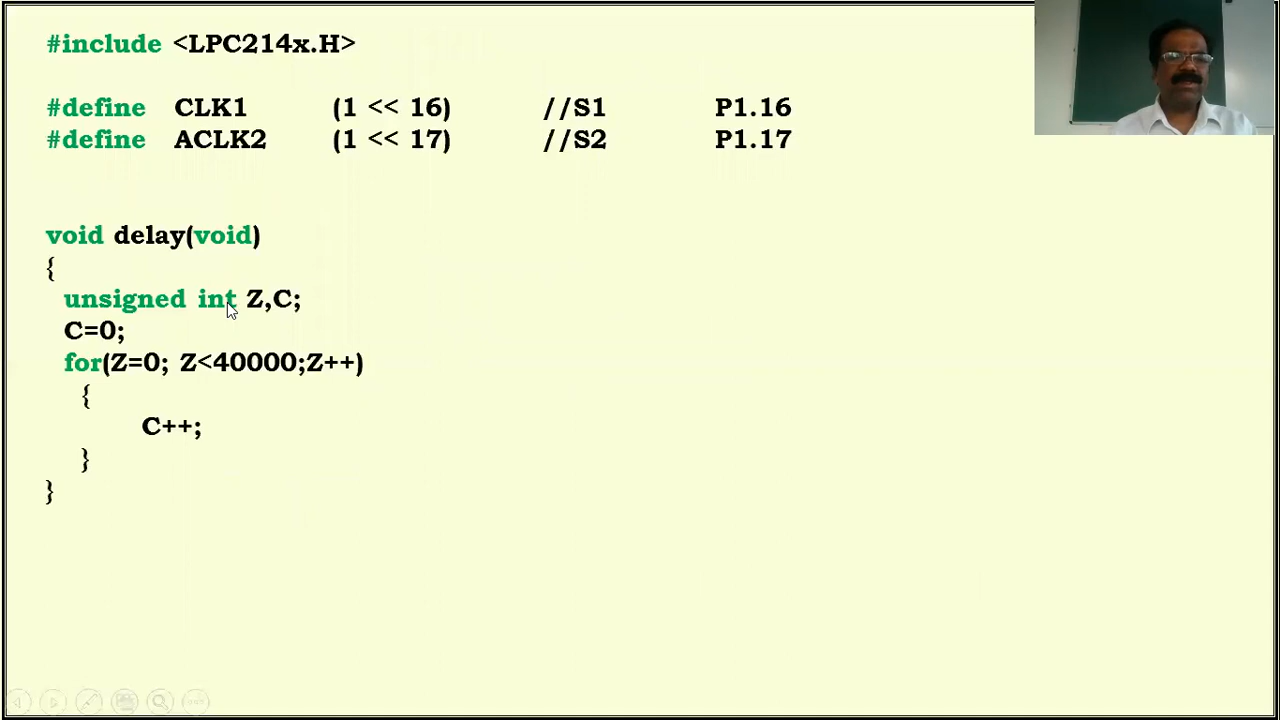 #include <LPC214x.H>
#define CLK1 (1 << 16) //S1 P1.16
#define ACLK2 (1 << 17) //S2 P1.17
void delay(void)
{
unsigned int Z,C;
C=0;
for(Z=0; Z<40000;Z++)
{
C++;
}
}